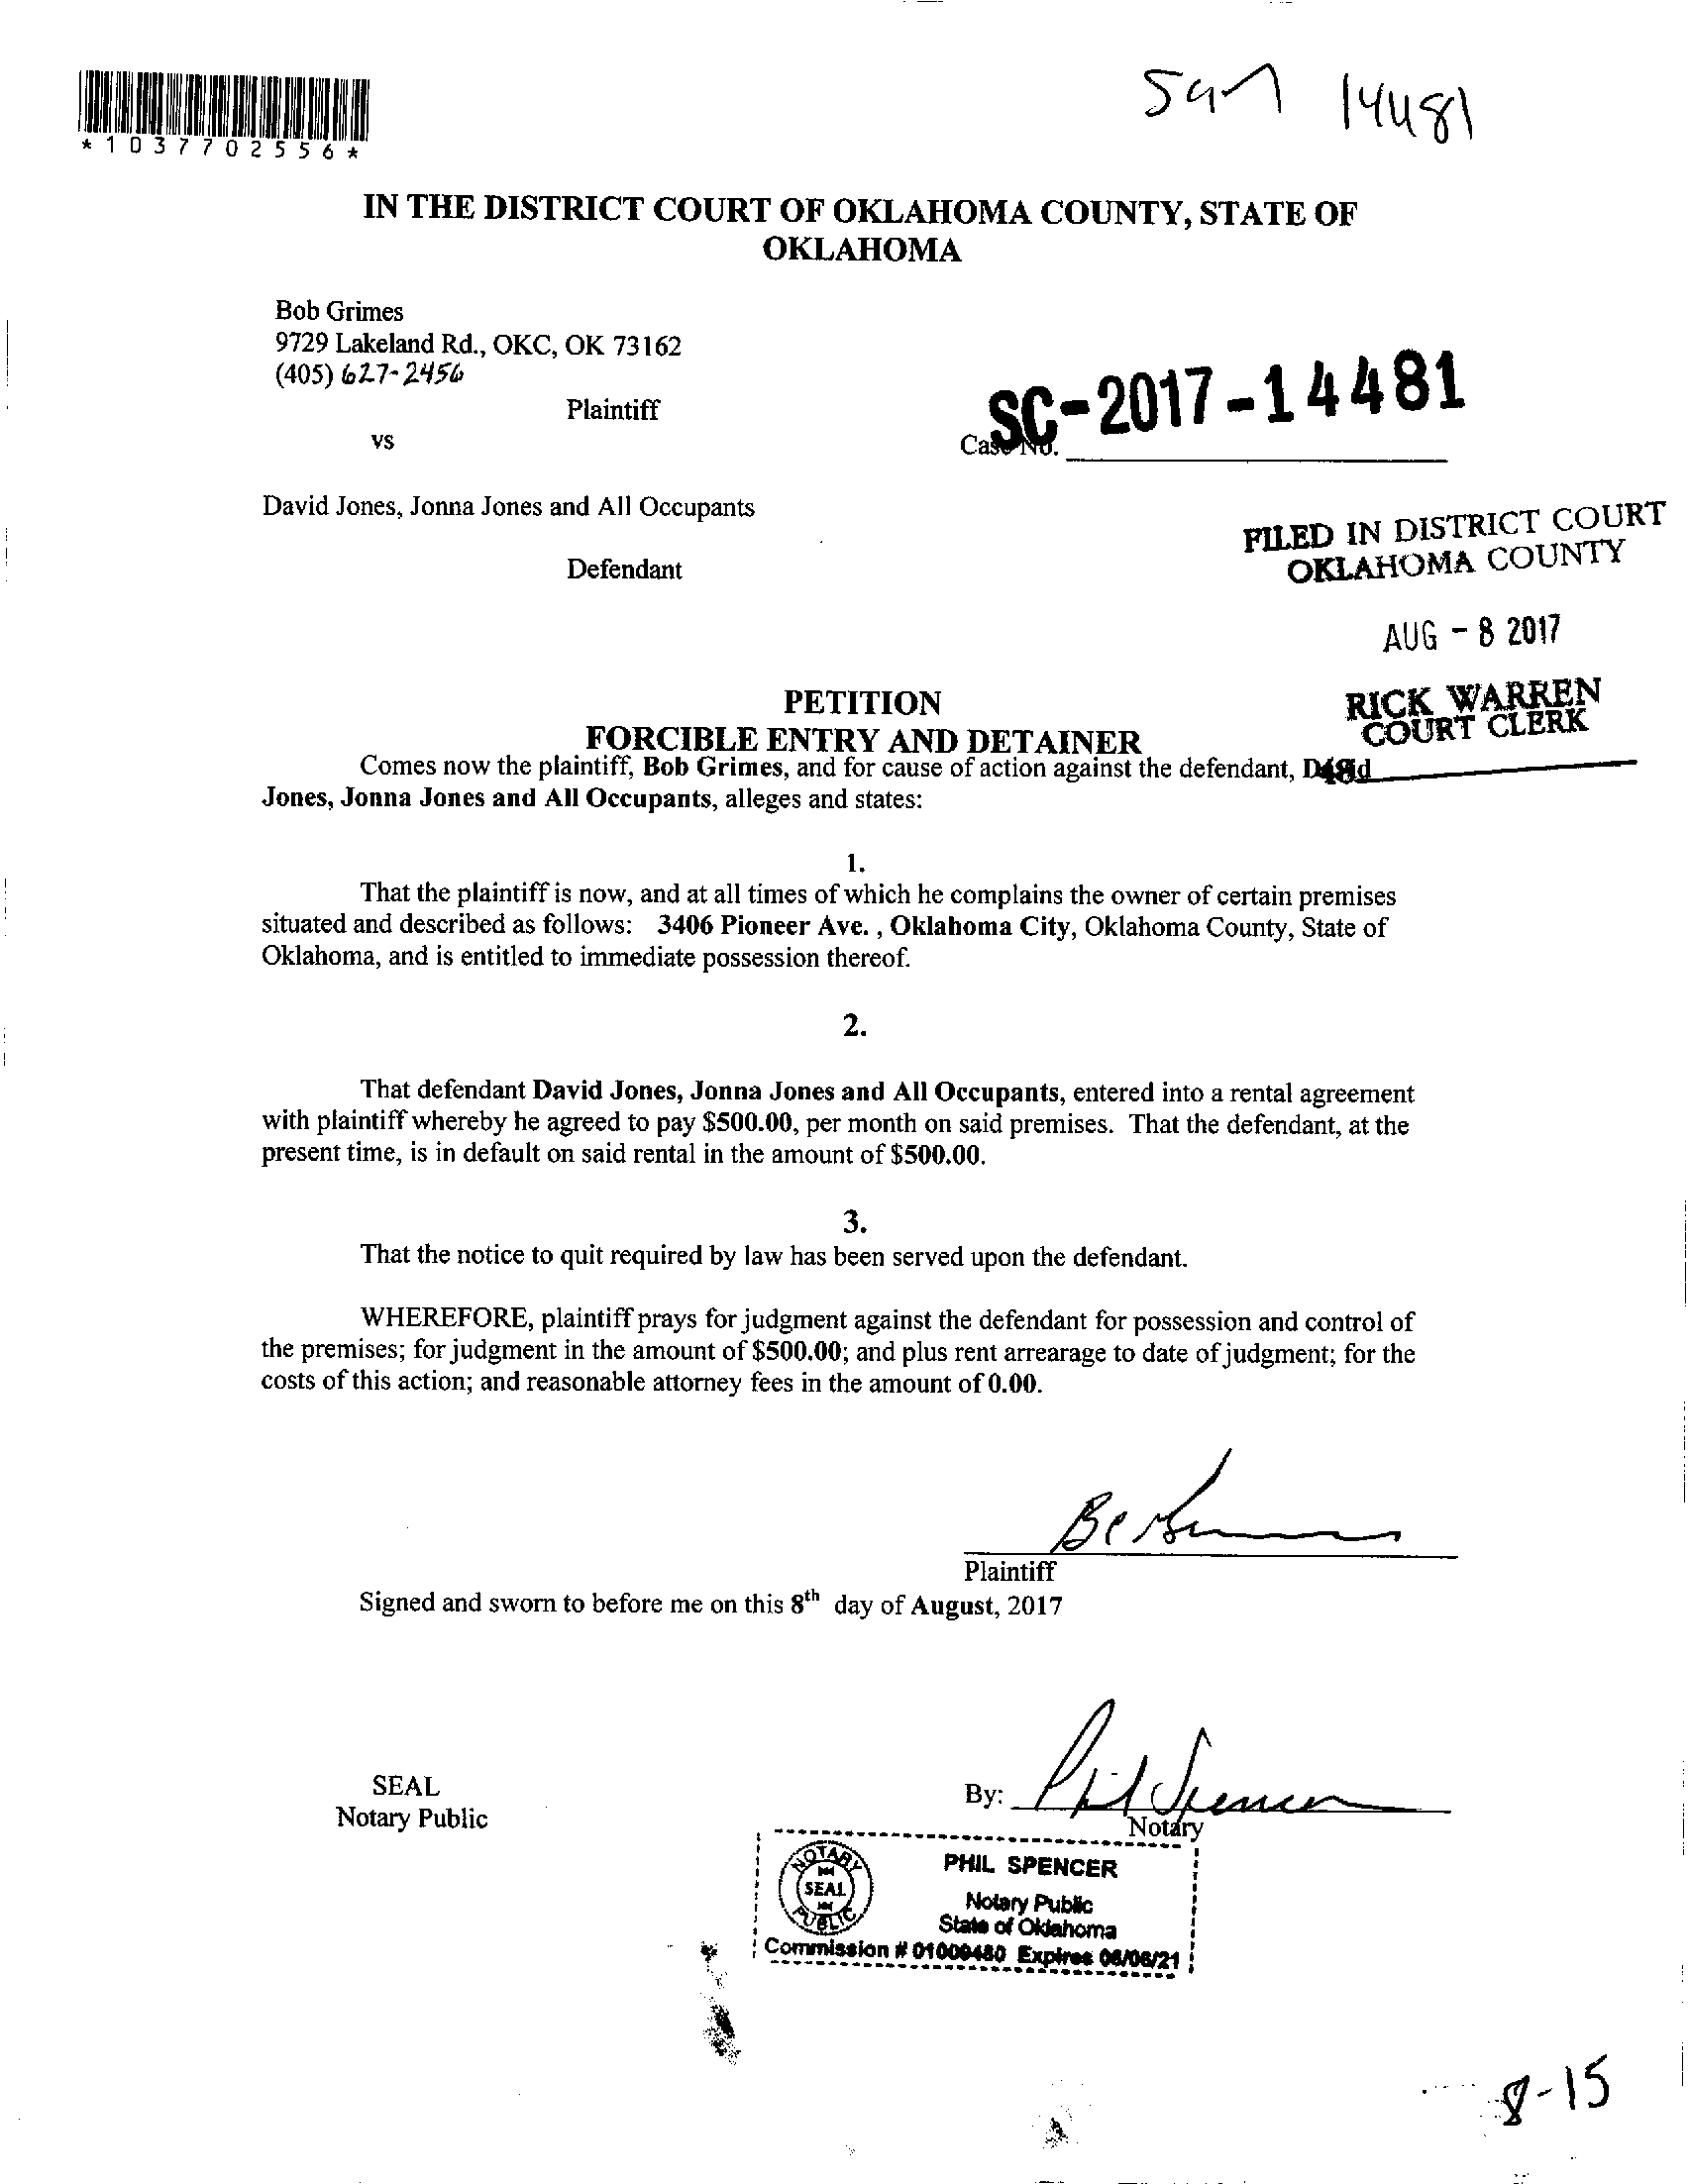 14481
*1037702556*
IN THE DISTRICT COURT OF OKLAHOMA COUNTY, STATE OF
OKLAHOMA
Bob Grimes
9729 Lakeland Rd., OKC, OK 73162
(405) 627-2456
Plaintiff
vs
SC-2017-14481
Case No.
David Jones, Jonna Jones and All Occupants
FILED IN DISTRICT COURT
OKLAHOMA COUNTY
Defendant
AUG - 8 2017
RICK WARREN
COURT CLERK
PETITION
FORCIBLE ENTRY AND DETAINER
Comes now the plaintiff, Bob Grimes, and for cause of action against the defendant,
Jones, Jonna Jones and All Occupants, alleges and states:
1.
That the plaintiff is now, and at all times of which he complains the owner of certain premises
situated and described as follows: 3406 Pioneer Ave. , Oklahoma City, Oklahoma County, State of
Oklahoma, and is entitled to immediate possession thereof.
2.
That defendant David Jones, Jonna Jones and All Occupants, entered into a rental agreement
with plaintiff whereby he agreed to pay $500.00, per month on said premises. That the defendant, at the
present time, is in default on said rental in the amount of $500.00.
3.
That the notice to quit required by law has been served upon the defendant.
WHEREFORE, plaintiff prays for judgment against the defendant for possession and control of
the premises; for judgment in the amount of $500.00; and plus rent arrearage to date of judgment; for the
costs of this action; and reasonable attorney fees in the amount of 0.00.
Plaintiff
Signed and sworn to before me on this 8th day of August, 2017
SEAL
Notary Public
By: Phil Spencer
Notary
NOTARY
SEAL
PUBLIC
PHIL SPENCER
Notary Public
State of Oklahoma
Commission # 01009480 Expires 06/06/21
8-15